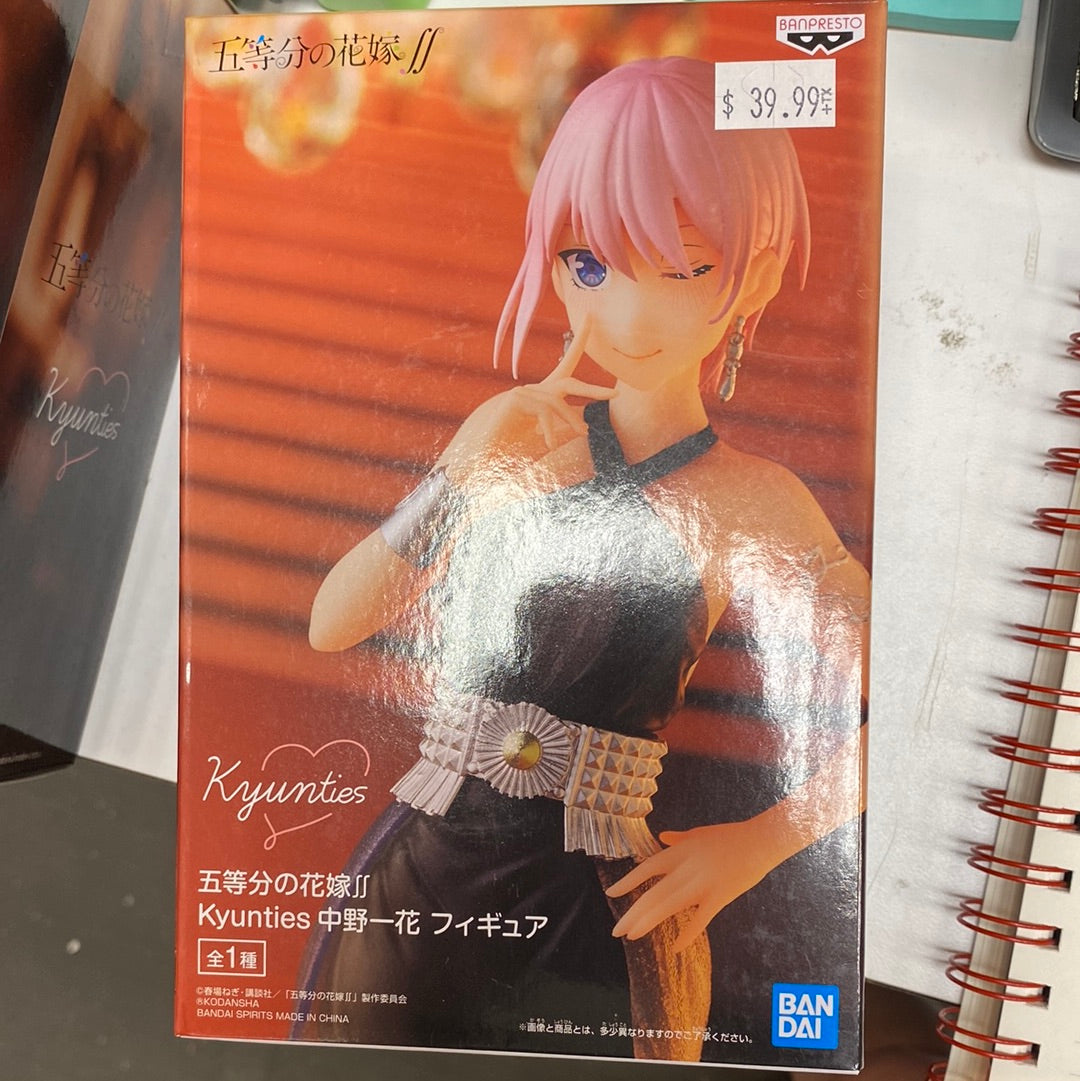 五等分の花嫁∬
BANPRESTO
$ 39.99+TX
五等分の花嫁
Kyunties
Kyunties
五等分の花嫁∬
Kyunties 中野一花 フィギュア
全1種
©春場ねぎ・講談社／「五等分の花嫁∬」製作委員会
®KODANSHA
BANDAI SPIRITS MADE IN CHINA
※画像と商品とは、多少異なりますのでご了承ください。
BAN
DAI